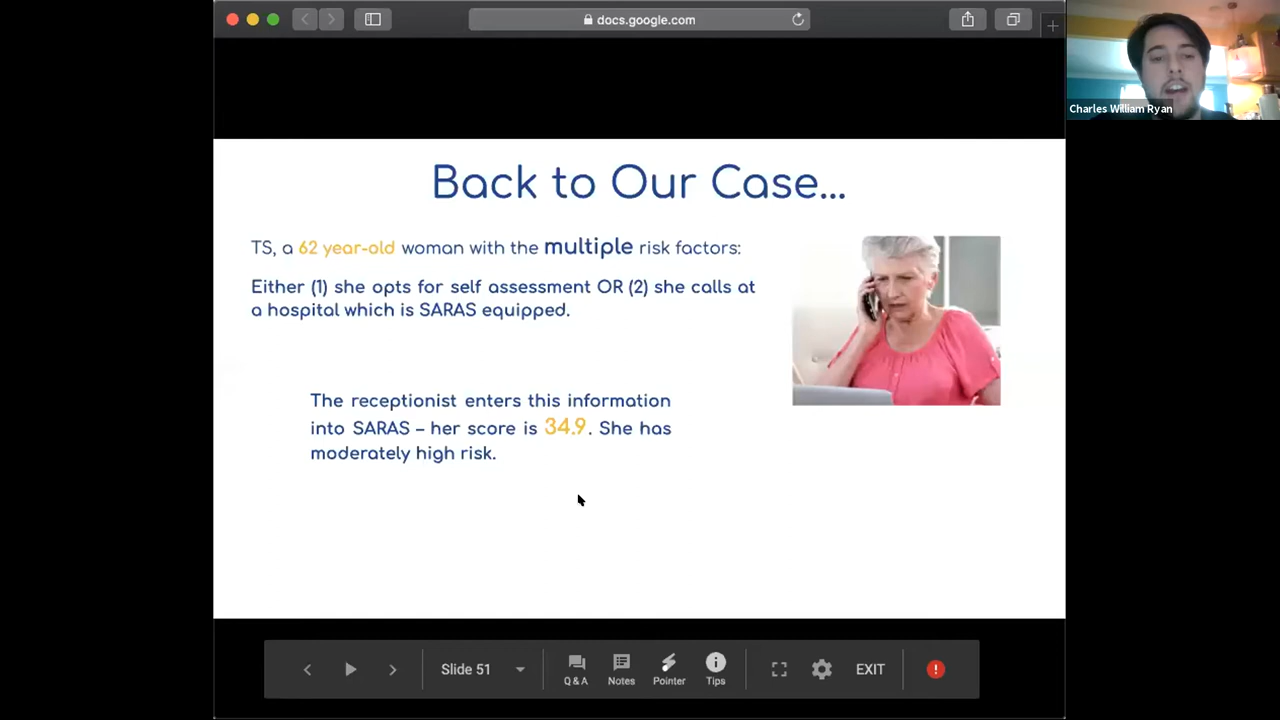 docs.google.com
Charles William Ryan
Back to Our Case...
TS, a 62 year-old woman with the multiple risk factors:
Either (1) she opts for self assessment OR (2) she calls at
a hospital which is SARAS equipped.
The receptionist enters this information
into SARAS – her score is 34.9. She has
moderately high risk.
Slide 51
Q & A
Notes
Pointer
Tips
EXIT